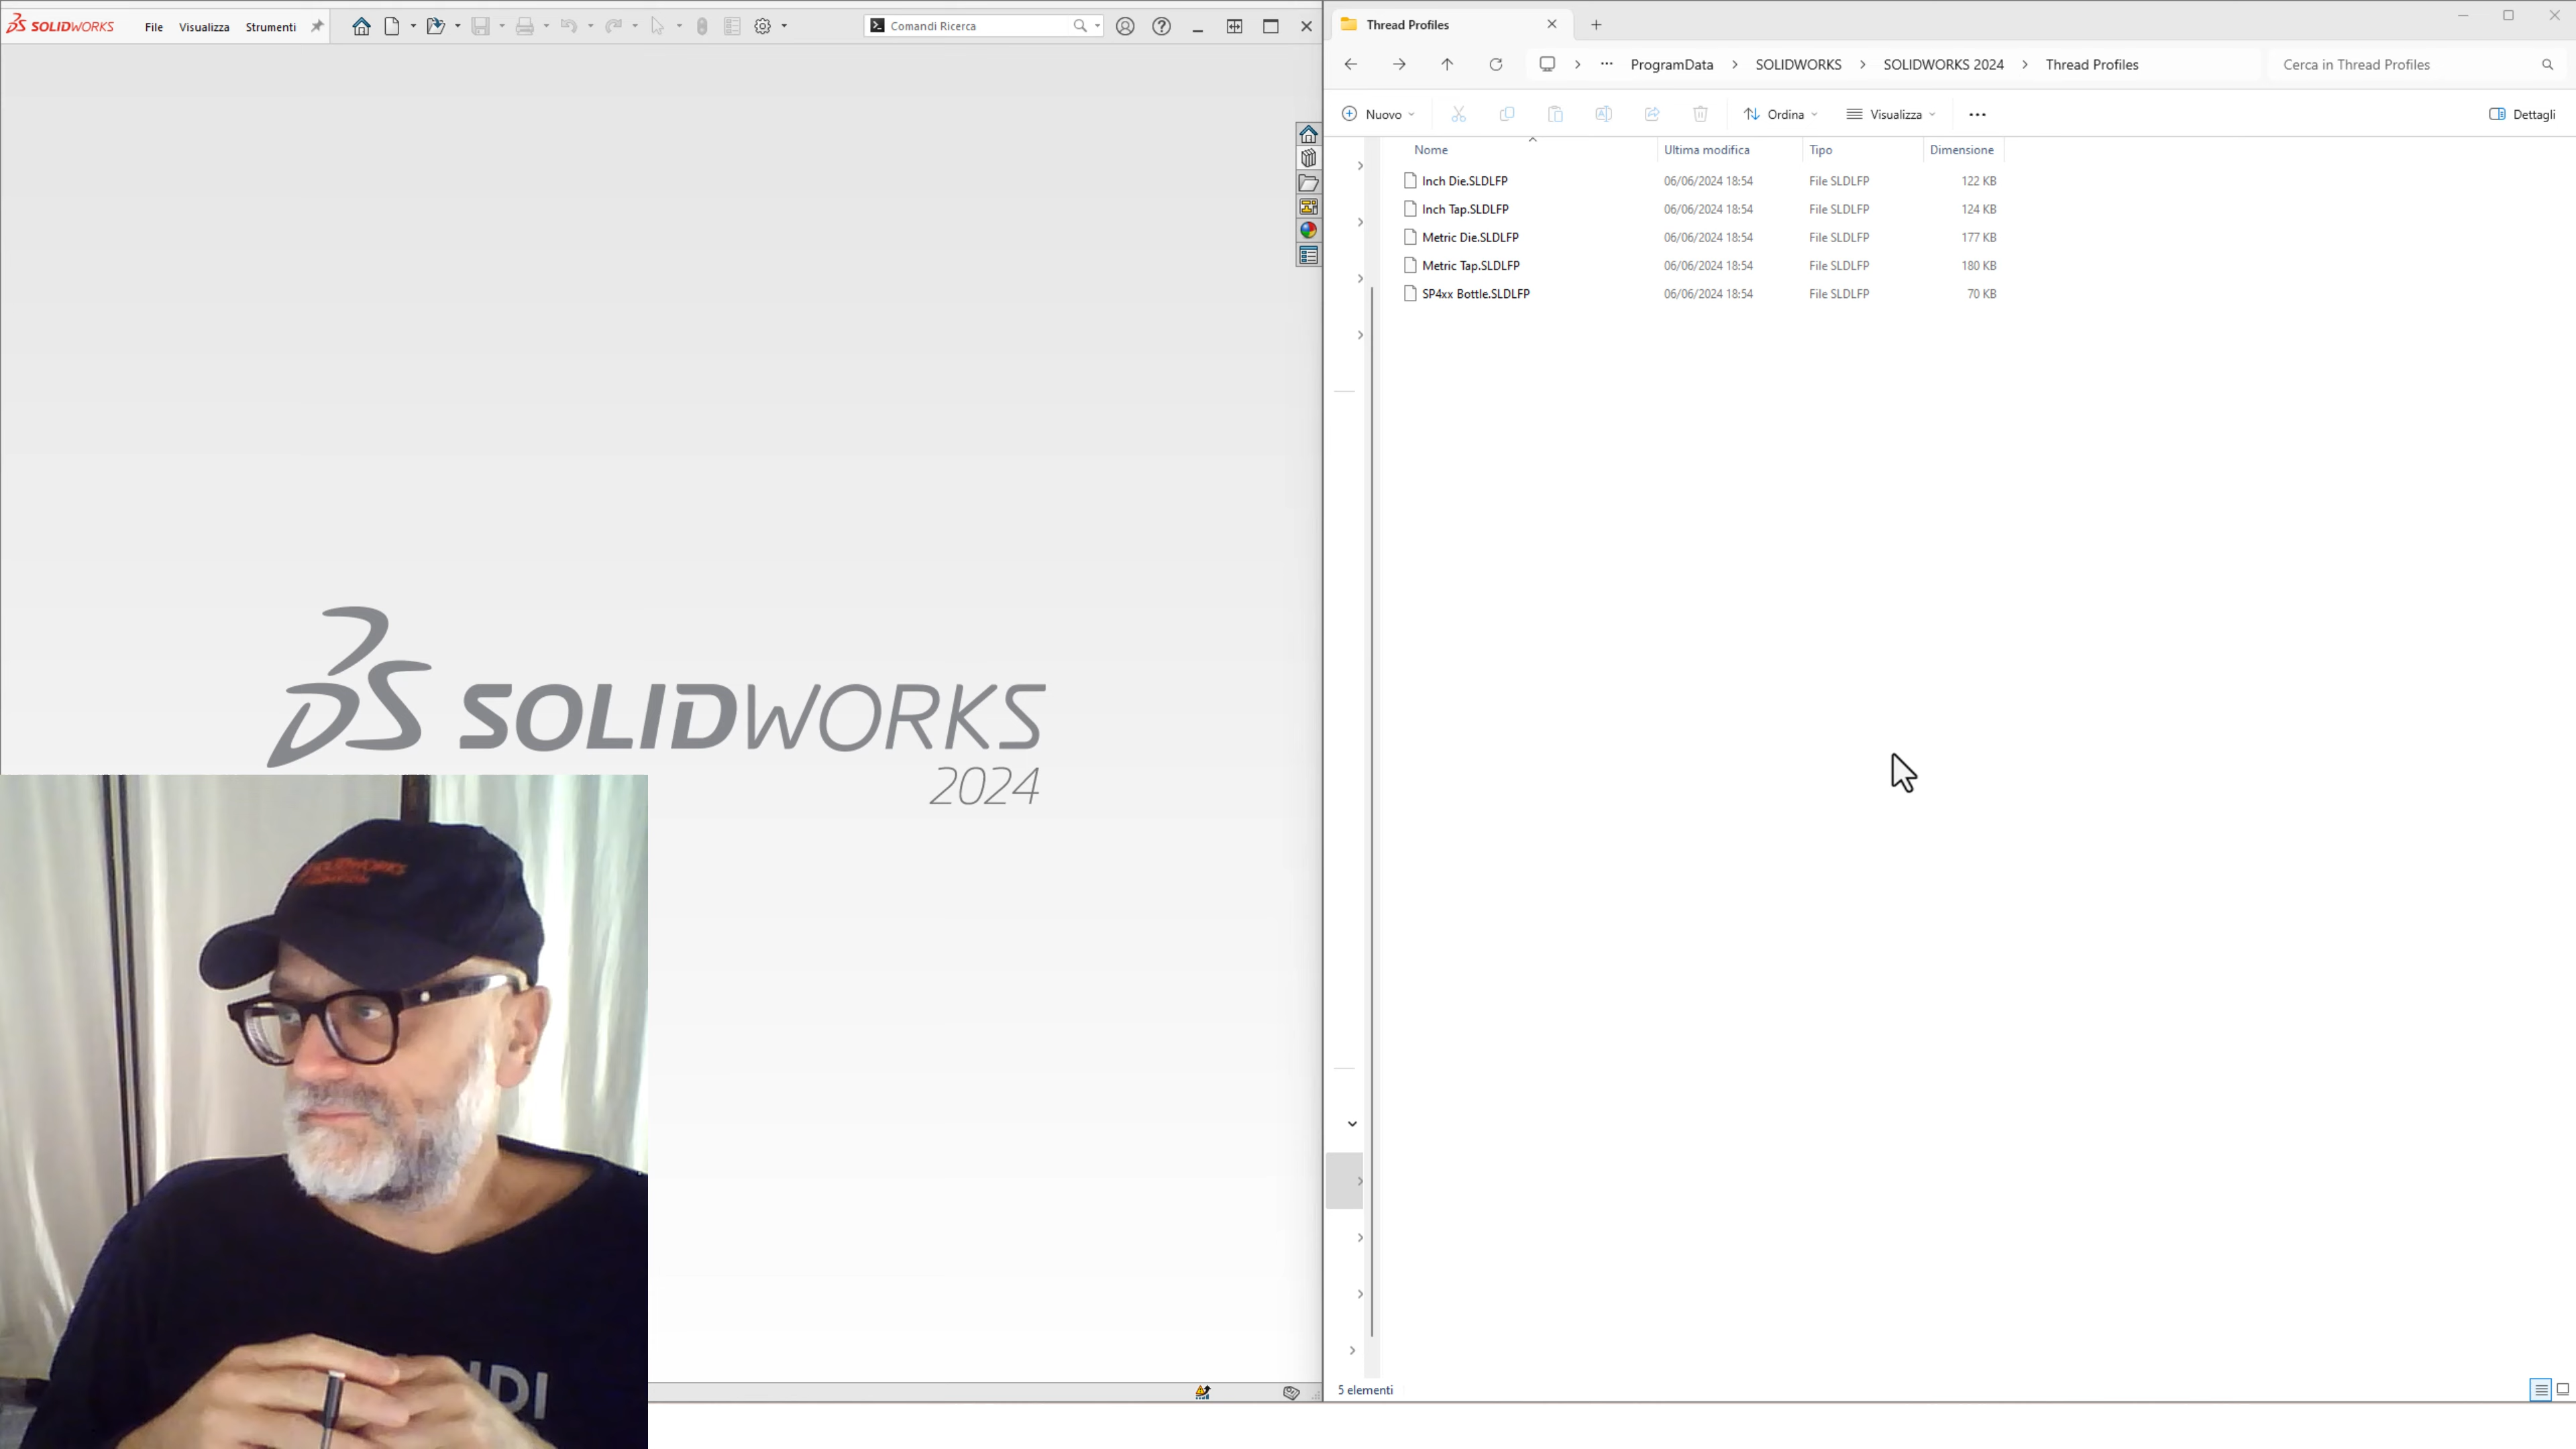 SOLIDWORKS File Visualizza Strumenti
Comandi Ricerca
SOLIDWORKS
2024
Thread Profiles
ProgramData > SOLIDWORKS > SOLIDWORKS 2024 > Thread Profiles
Cerca in Thread Profiles
Nuovo
Ordina
Visualizza
Dettagli
Nome Ultima modifica Tipo Dimensione
Inch Die.SLDLFP 06/06/2024 18:54 File SLDLFP 122 KB
Inch Tap.SLDLFP 06/06/2024 18:54 File SLDLFP 124 KB
Metric Die.SLDLFP 06/06/2024 18:54 File SLDLFP 177 KB
Metric Tap.SLDLFP 06/06/2024 18:54 File SLDLFP 180 KB
SP4xx Bottle.SLDLFP 06/06/2024 18:54 File SLDLFP 70 KB
5 elementi